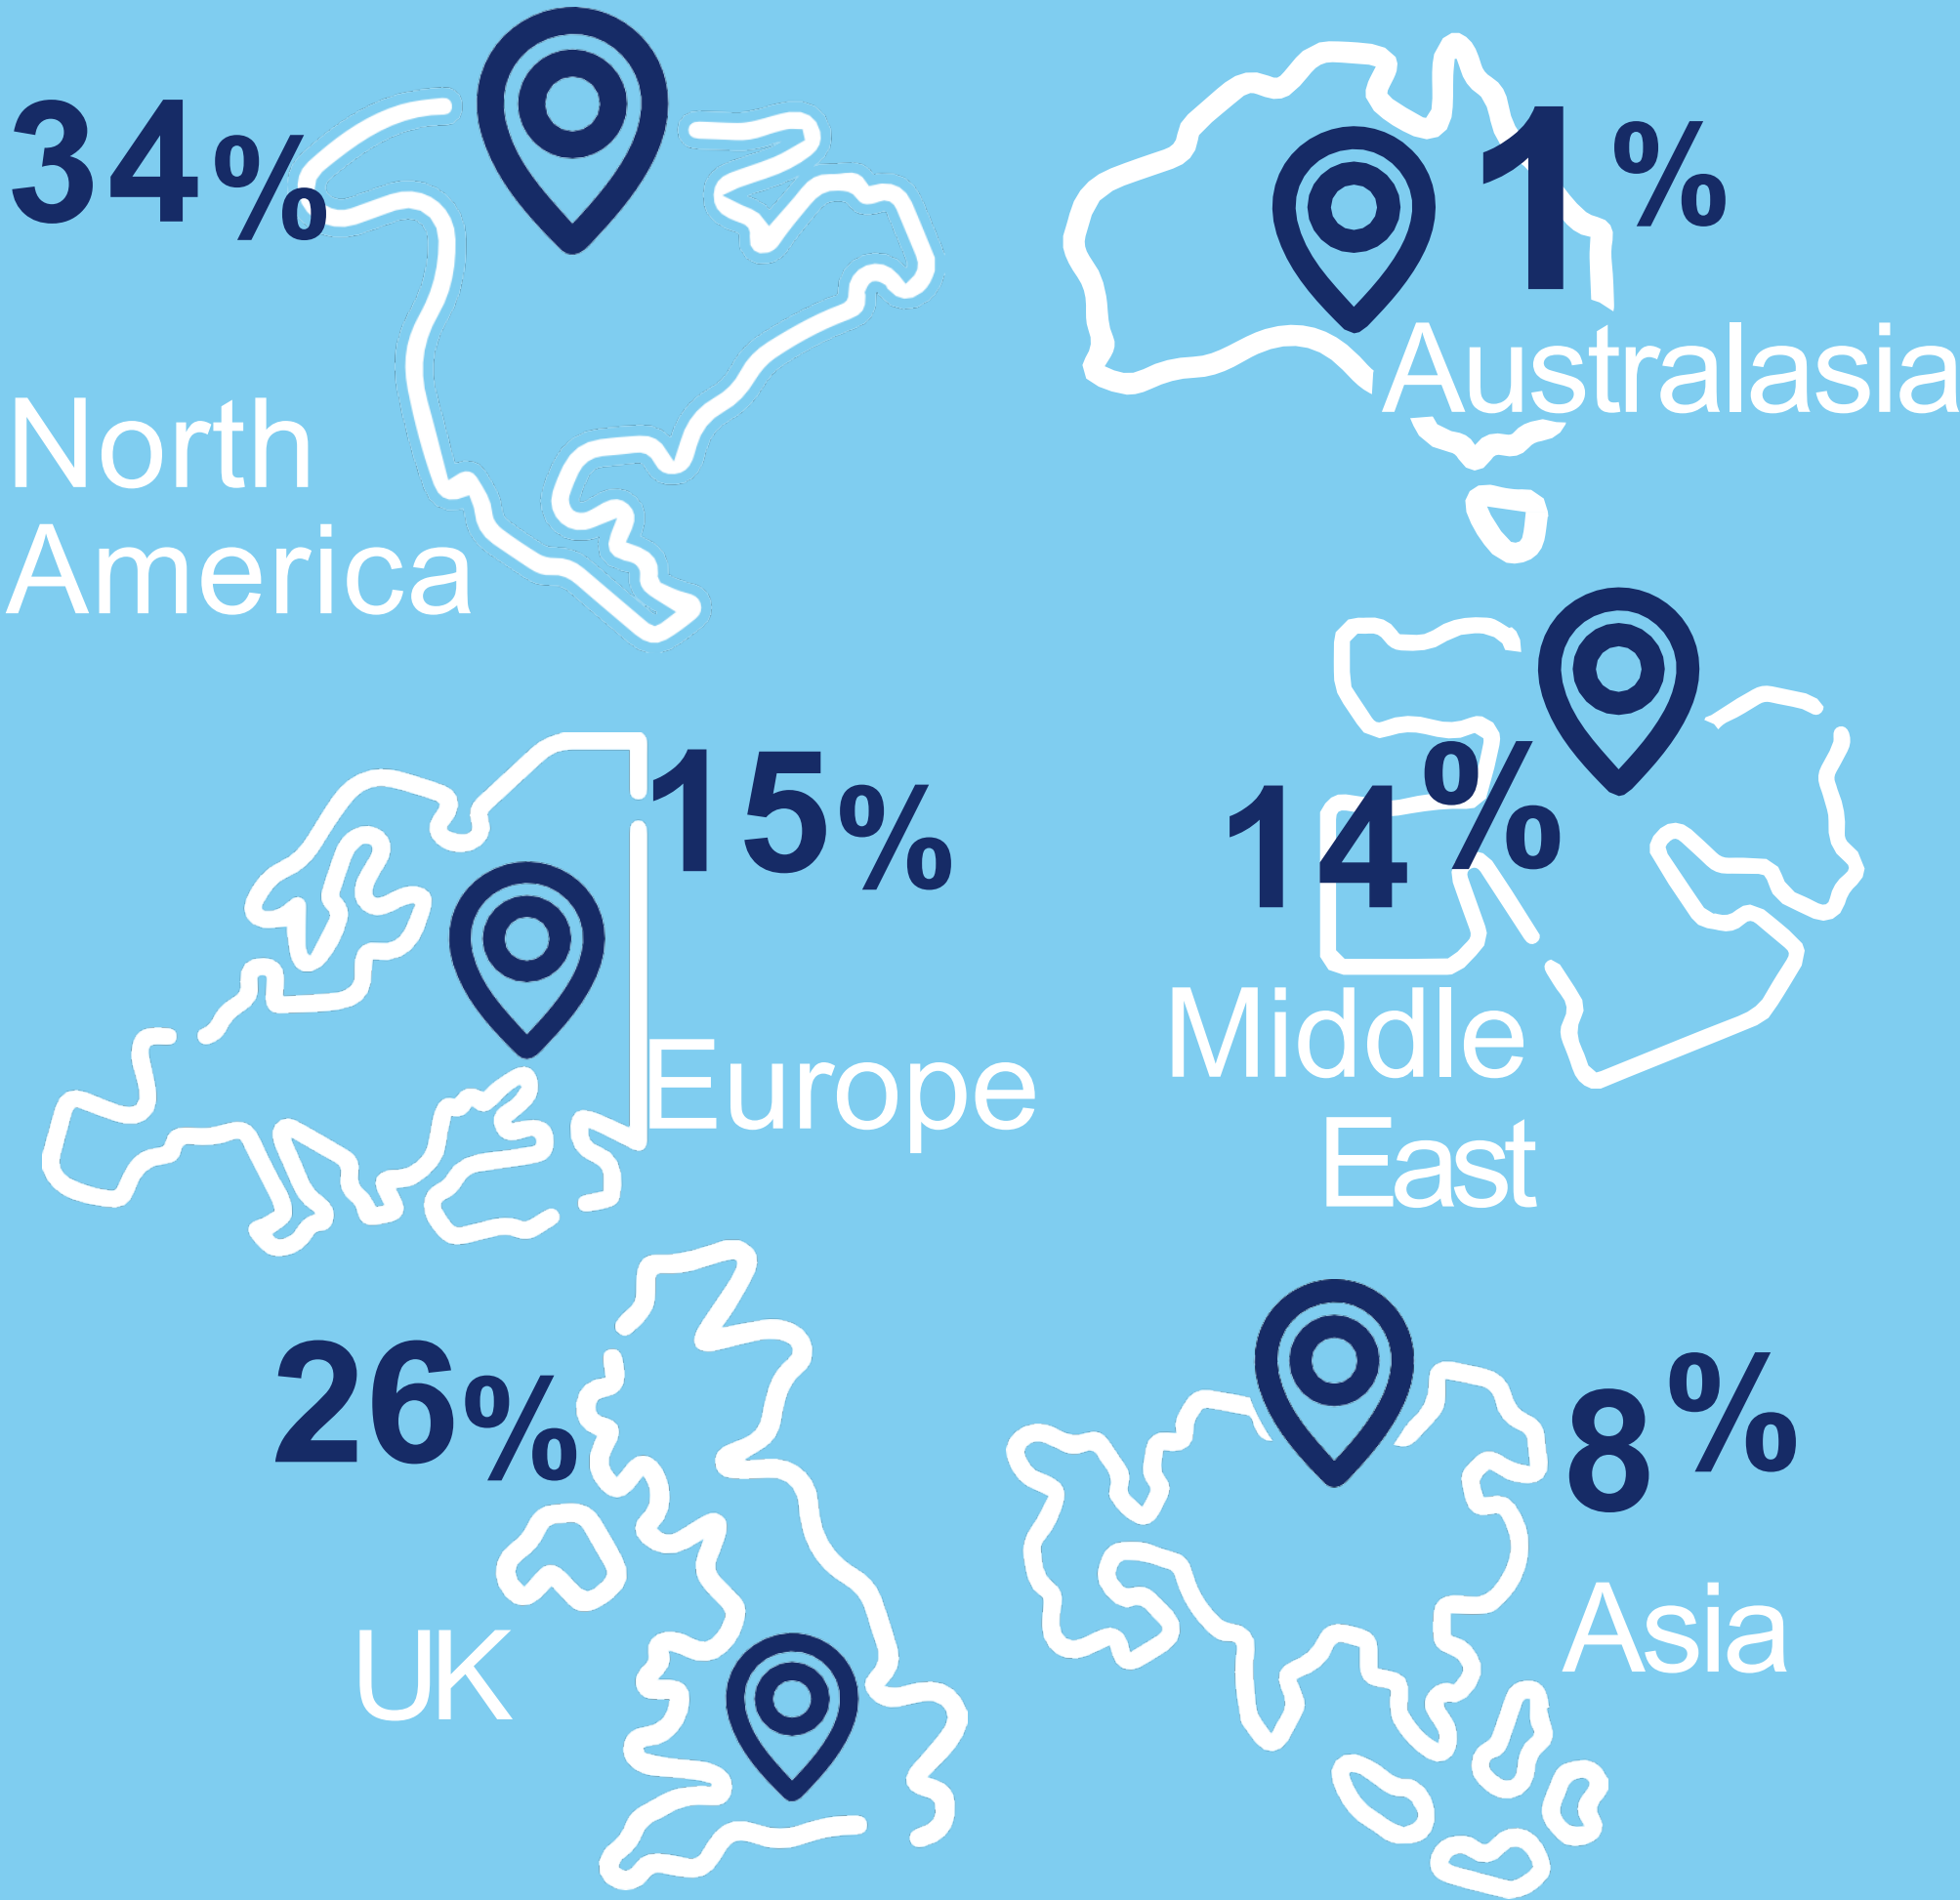 34%
North
America
1%
Australasia
15%
Europe
14%
Middle
East
26%
UK
8%
Asia